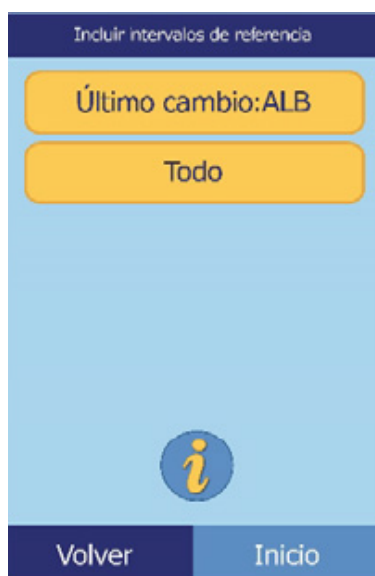 Incluir intervalos de referencia
Último cambio:ALB
Todo
i
Volver
Inicio